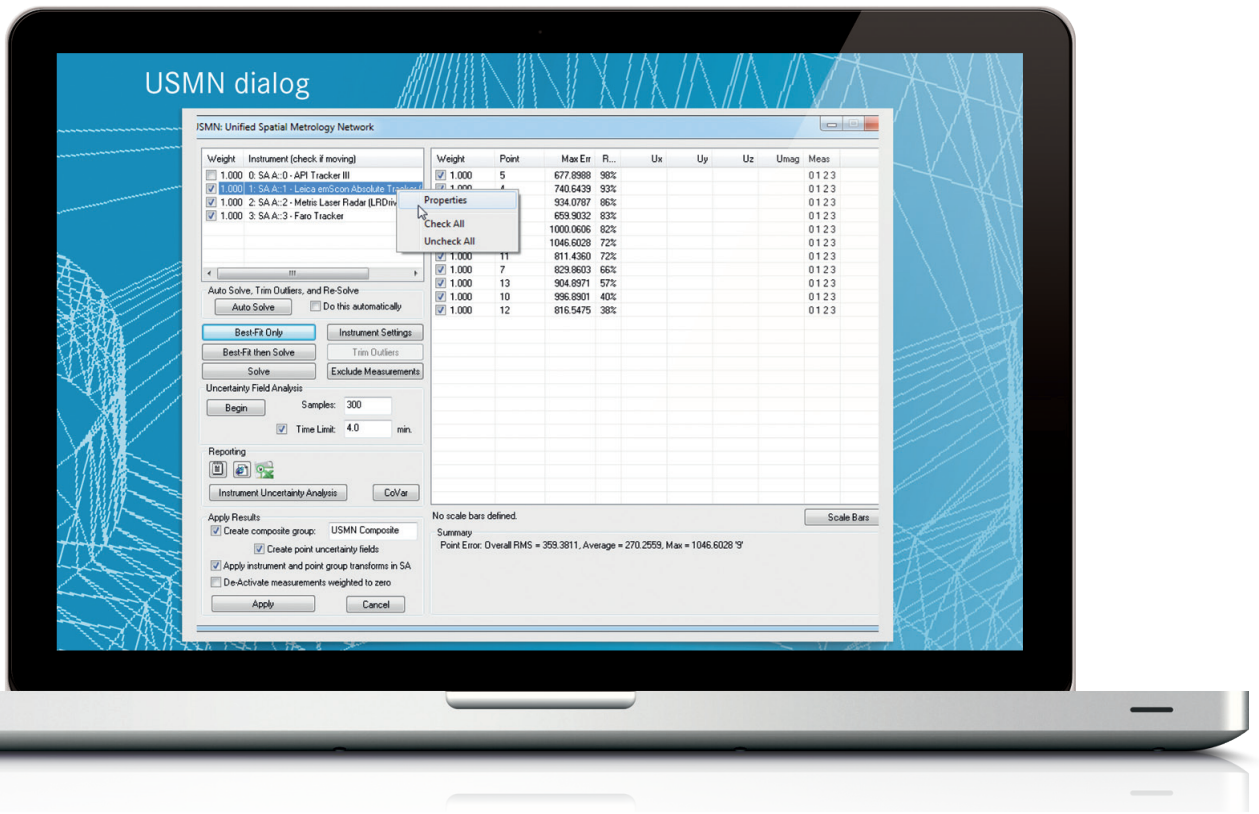 USMN dialog
JSMN: Unified Spatial Metrology Network
Weight Instrument (check if moving)
1.000 0: SA A::0 - API Tracker III
1.000 1: SA A::1 - Leica emScon Absolute Tracker (
1.000 2: SA A::2 - Metris Laser Radar (LRDriv
1.000 3: SA A::3 - Faro Tracker
Properties
Check All
Uncheck All
Auto Solve, Trim Outliers, and Re-Solve
Auto Solve Do this automatically
Best-Fit Only Instrument Settings
Best-Fit then Solve Trim Outliers
Solve Exclude Measurements
Uncertainty Field Analysis
Begin Samples: 300
Time Limit: 4.0 min.
Reporting
Instrument Uncertainty Analysis CoVar
Apply Results
Create composite group: USMN Composite
Create point uncertainty fields
Apply instrument and point group transforms in SA
De-Activate measurements weighted to zero
Apply Cancel
Weight Point Max Err R... Ux Uy Uz Umag Meas
1.000 5 677.8988 98% 0 1 2 3
1.000 4 740.6439 93% 0 1 2 3
934.0787 86% 0 1 2 3
659.9032 83% 0 1 2 3
1000.0606 82% 0 1 2 3
1046.6028 72% 0 1 2 3
1.000 11 811.4360 72% 0 1 2 3
1.000 7 829.8603 66% 0 1 2 3
1.000 13 904.8971 57% 0 1 2 3
1.000 10 996.8901 40% 0 1 2 3
1.000 12 816.5475 38% 0 1 2 3
No scale bars defined. Scale Bars
Summary
Point Error: Overall RMS = 359.3811, Average = 270.2559, Max = 1046.6028 '9'